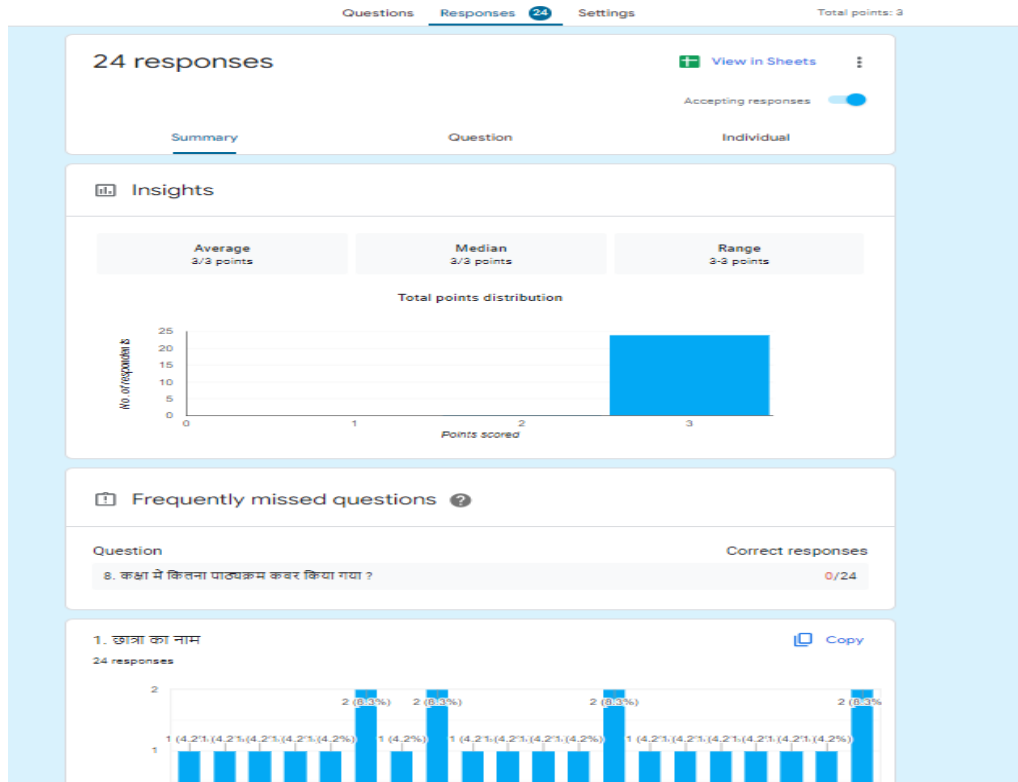 Questions Responses 24 Settings Total points: 3
24 responses
View in Sheets
Accepting responses
Summary Question Individual
Insights
Average Median Range
3/3 points 3/3 points 3-3 points
Total points distribution
25
20
15
10
5
0
No. of respondents
0 1 2 3
Points scored
Frequently missed questions
Question Correct responses
8. कक्षा में कितना पाठ्यक्रम कवर किया गया ? 0/24
1. छात्रा का नाम Copy
24 responses
2
2 (8.3%) 2 (8.3%) 2 (8.3%) 2 (8.3%
1 (4.2%) 1 (4.2%) 1 (4.2%) 1 (4.2%)
1